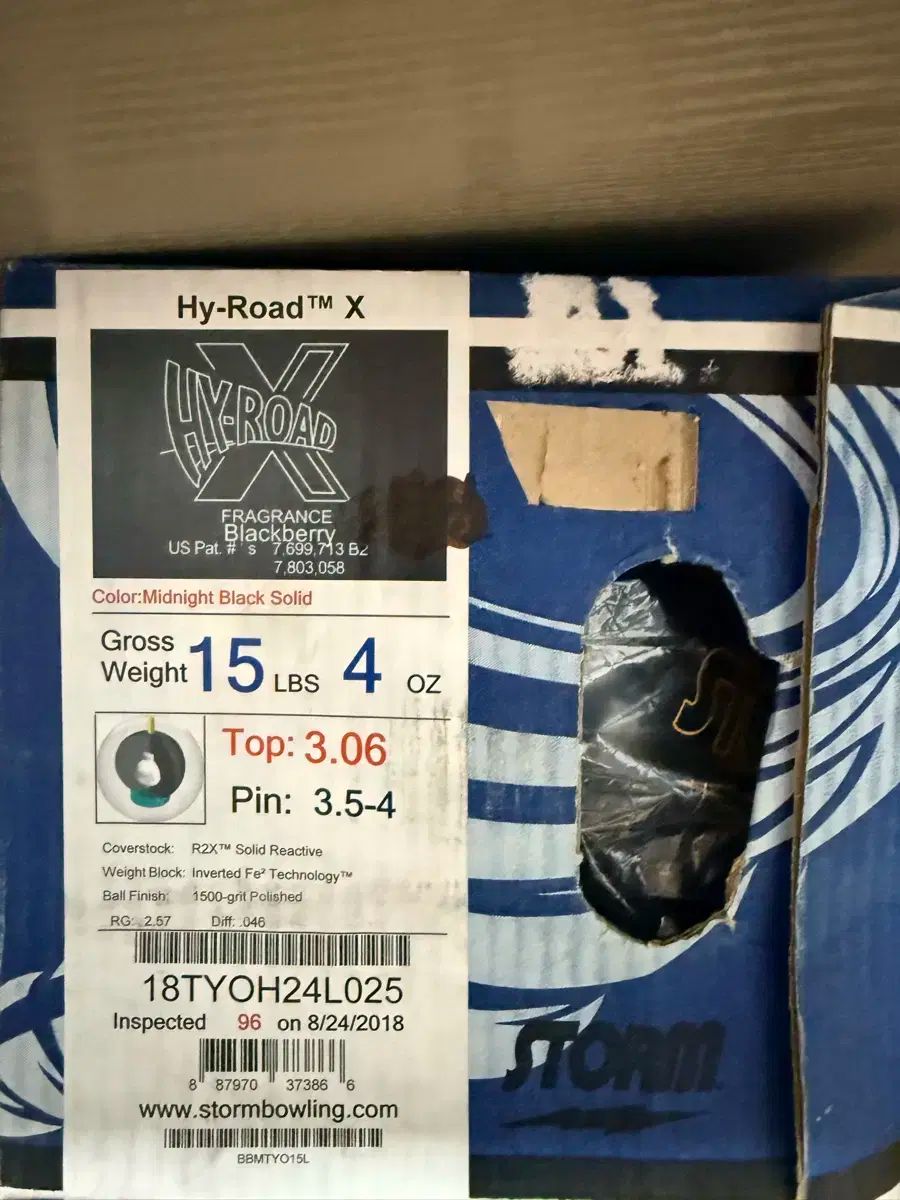 Hy-Road™ X
HY-ROAD
X
FRAGRANCE
Blackberry
US Pat. # ' s 7,699,713 B2
7,803,058
Color:Midnight Black Solid
Gross Weight 15 LBS 4 OZ
Top: 3.06
Pin: 3.5-4
Coverstock: R2X™ Solid Reactive
Weight Block: Inverted Fe² Technology™
Ball Finish: 1500-grit Polished
RG: 2.57 Diff: .046
18TYOH24L025
Inspected 96 on 8/24/2018
8 87970 37386 6
www.stormbowling.com
BBMTYO15L
STORM